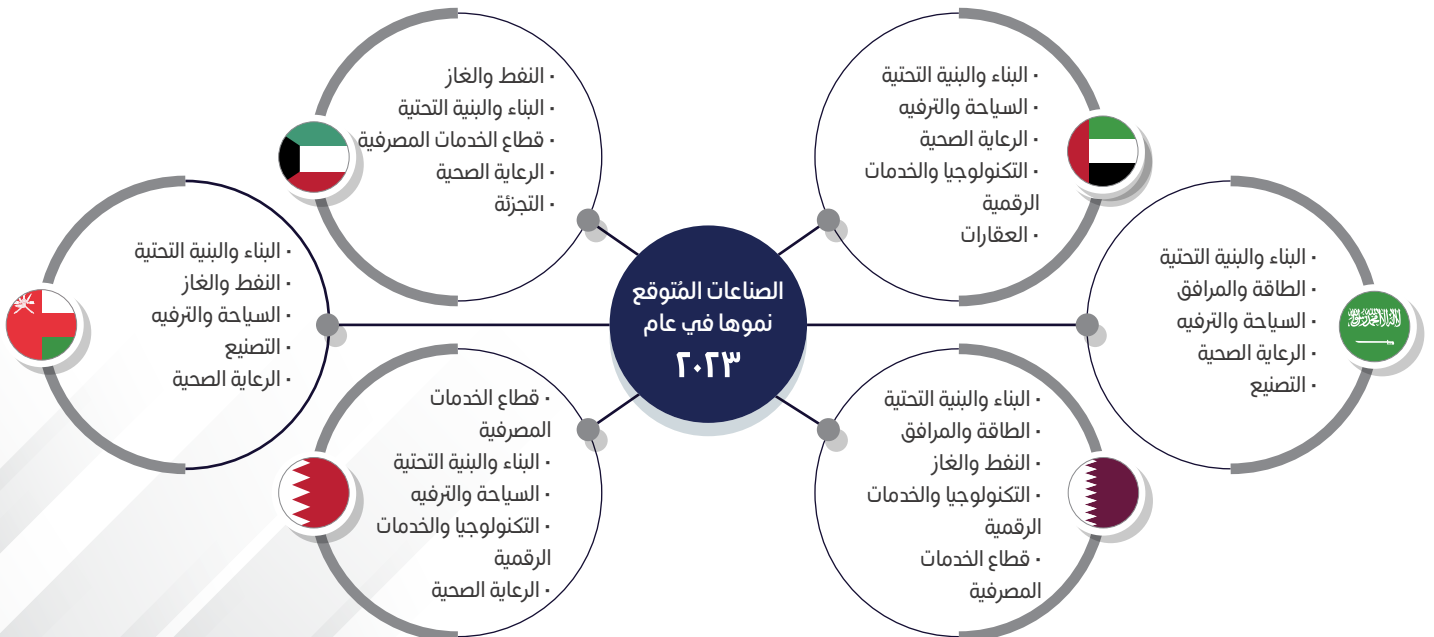 الصناعات المُتوقع
نموها في عام
٢٠٢٣
· البناء والبنية التحتية
· السياحة والترفيه
· الرعاية الصحية
· التكنولوجيا والخدمات
الرقمية
· العقارات
· البناء والبنية التحتية
· الطاقة والمرافق
· السياحة والترفيه
· الرعاية الصحية
· التصنيع
· البناء والبنية التحتية
· الطاقة والمرافق
· النفط والغاز
· التكنولوجيا والخدمات
الرقمية
· قطاع الخدمات
المصرفية
· النفط والغاز
· البناء والبنية التحتية
· قطاع الخدمات المصرفية
· الرعاية الصحية
· التجزئة
· البناء والبنية التحتية
· النفط والغاز
· السياحة والترفيه
· التصنيع
· الرعاية الصحية
· قطاع الخدمات
المصرفية
· البناء والبنية التحتية
· السياحة والترفيه
· التكنولوجيا والخدمات
الرقمية
· الرعاية الصحية